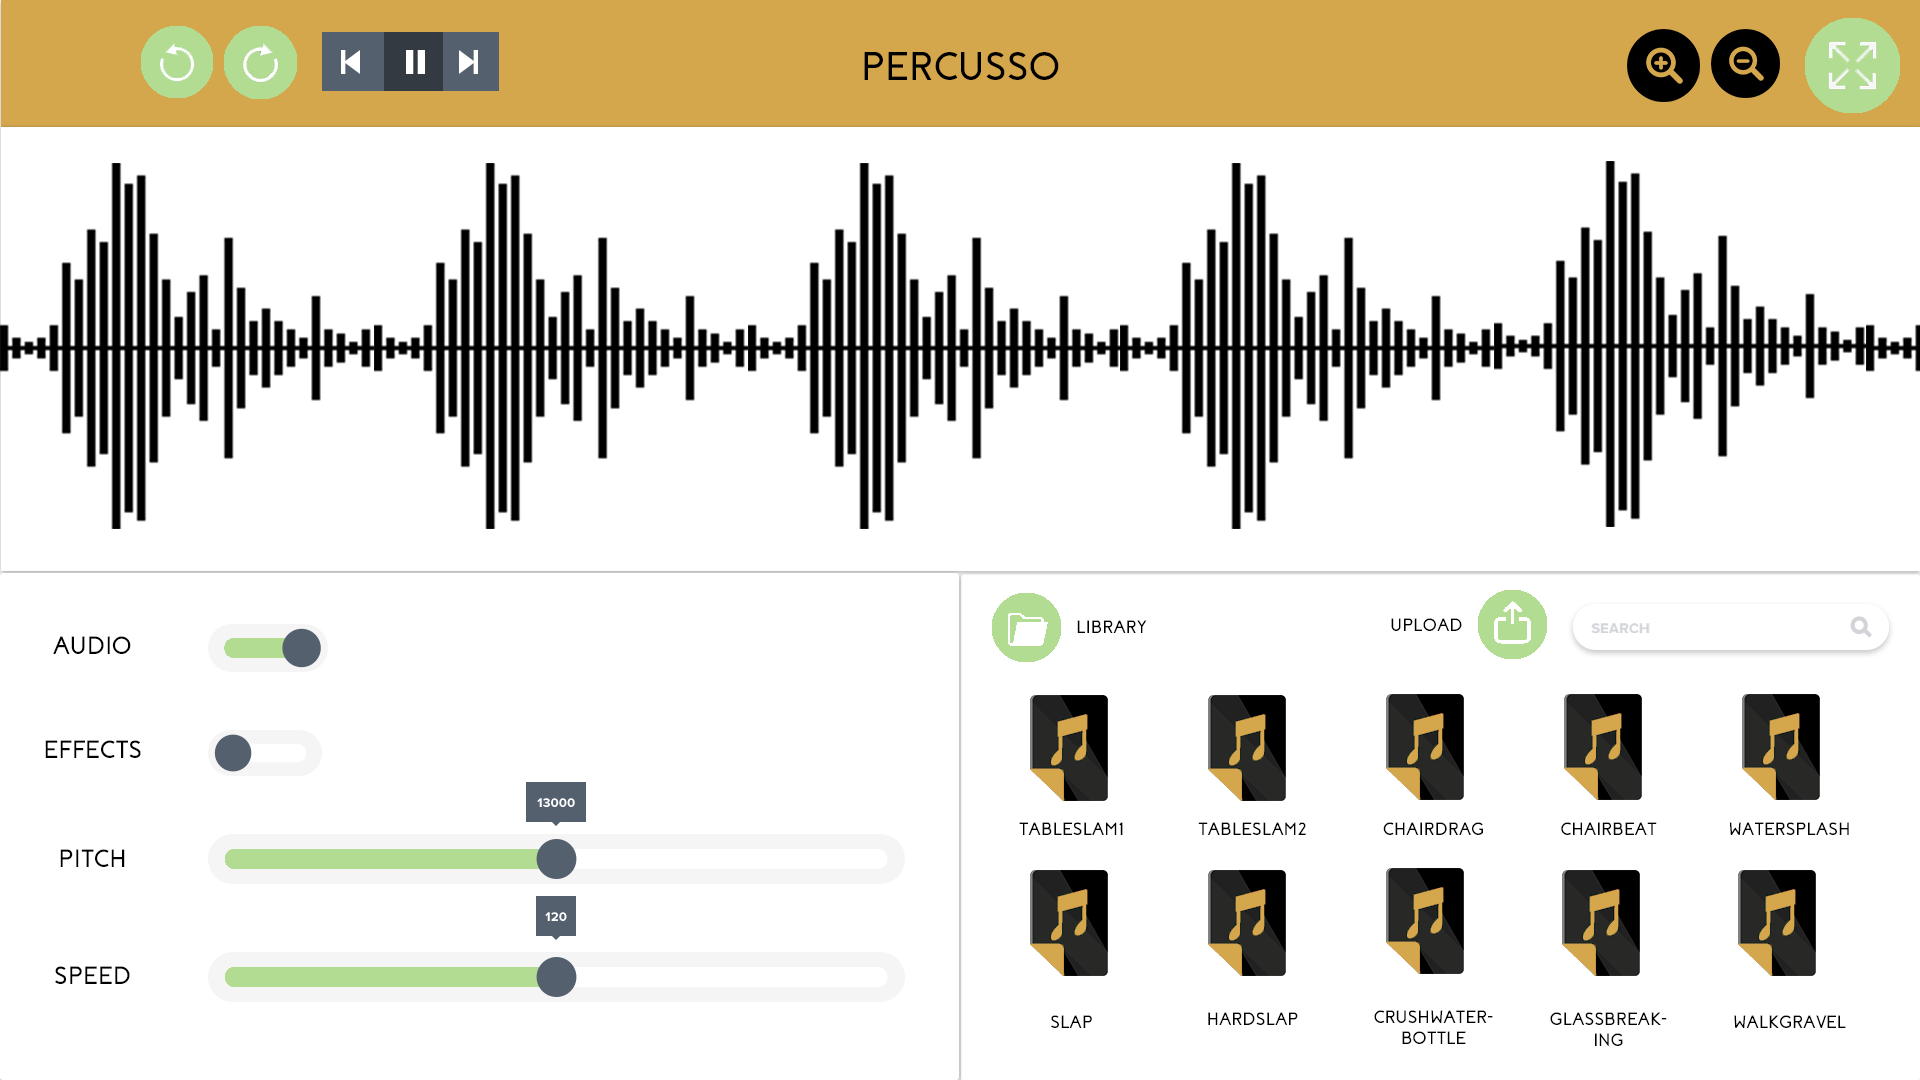 PERCUSSO
AUDIO
EFFECTS
13000
PITCH
120
SPEED
LIBRARY
UPLOAD
SEARCH
TABLESLAM1
TABLESLAM2
CHAIRDRAG
CHAIRBEAT
WATERSPLASH
SLAP
HARDSLAP
CRUSHWATER-
BOTTLE
GLASSBREAK-
ING
WALKGRAVEL